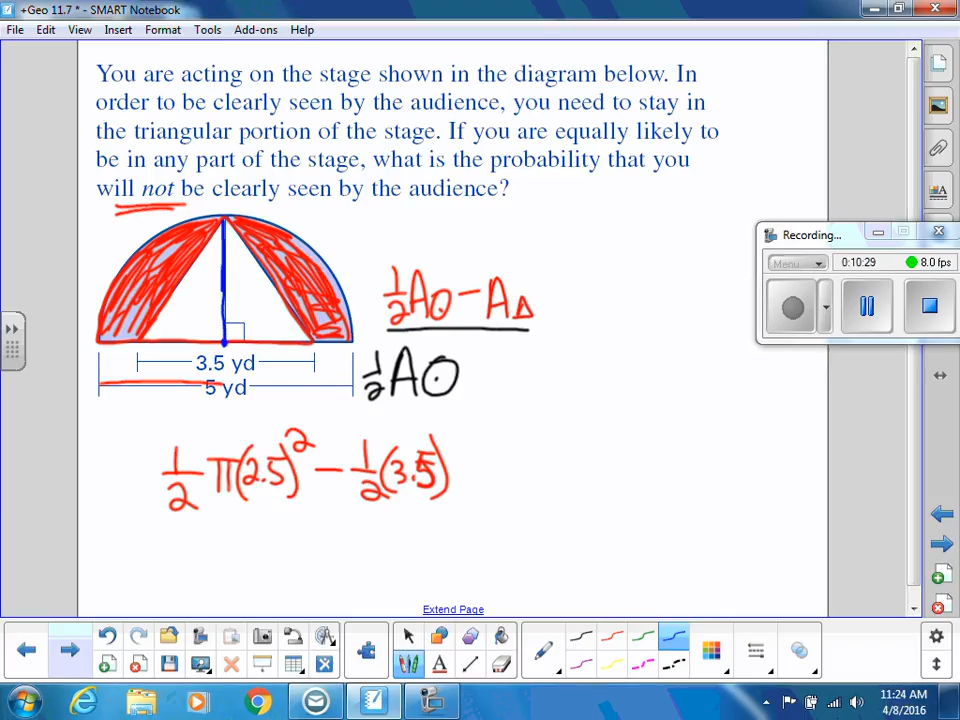 +Geo 11.7 * - SMART Notebook
File Edit View Insert Format Tools Add-ons Help
You are acting on the stage shown in the diagram below. In
order to be clearly seen by the audience, you need to stay in
the triangular portion of the stage. If you are equally likely to
be in any part of the stage, what is the probability that you
will not be clearly seen by the audience?
Recording...
Menu
0:10:29 8.0 fps
½A⊙ − A△
½A⊙
3.5 yd
5 yd
½π(2.5)² − ½(3.5)
Extend Page
A
11:24 AM
4/8/2016